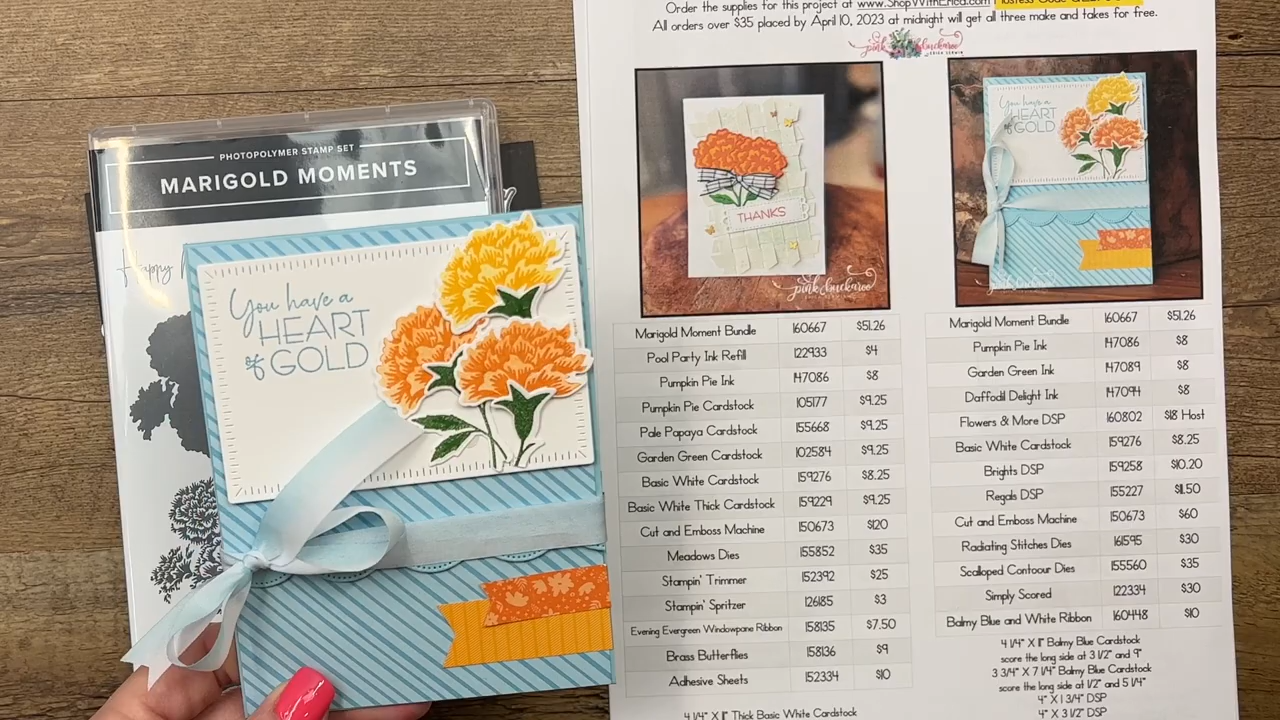 Order the supplies for this project at www.ShopWithErica.com
All orders over $35 placed by April 10, 2023 at midnight will get all three make and takes for free.
pink buckaroo
PHOTOPOLYMER STAMP SET
MARIGOLD MOMENTS
Happy
You have a
HEART
of GOLD
THANKS
pink buckaroo
You have a
HEART
of GOLD
Marigold Moment Bundle 160667 $51.26
Pool Party Ink Refill 122933 $4
Pumpkin Pie Ink 147086 $8
Pumpkin Pie Cardstock 105177 $9.25
Pale Papaya Cardstock 155668 $9.25
Garden Green Cardstock 102584 $9.25
Basic White Cardstock 159276 $8.25
Basic White Thick Cardstock 159229 $9.25
Cut and Emboss Machine 150673 $120
Meadows Dies 155852 $35
Stampin' Trimmer 152392 $25
Stampin' Spritzer 126185 $3
Evening Evergreen Windowpane Ribbon 158135 $7.50
Brass Butterflies 158136 $9
Adhesive Sheets 152334 $10
4 1/4" X 11" Thick Basic White Cardstock
Marigold Moment Bundle 160667 $51.26
Pumpkin Pie Ink 147086 $8
Garden Green Ink 147089 $8
Daffodil Delight Ink 147094 $8
Flowers & More DSP 160802 $18 Host
Basic White Cardstock 159276 $8.25
Brights DSP 159258 $10.20
Regals DSP 155227 $11.50
Cut and Emboss Machine 150673 $60
Radiating Stitches Dies 161595 $30
Scalloped Contour Dies 155560 $35
Simply Scored 122334 $30
Balmy Blue and White Ribbon 160448 $10
4 1/4" X 11" Balmy Blue Cardstock
score the long side at 3 1/2" and 9"
3 3/4" X 7 1/4" Balmy Blue Cardstock
score the long side at 1/2" and 5 1/4"
4" X 1 3/4" DSP
4" X 3 1/2" DSP